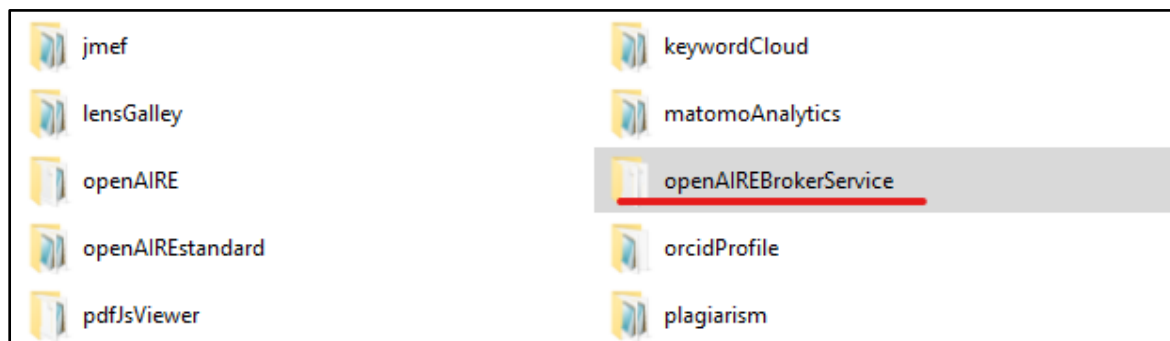 jmef
keywordCloud
lensGalley
matomoAnalytics
openAIRE
openAIREBrokerService
openAIREstandard
orcidProfile
pdfJsViewer
plagiarism